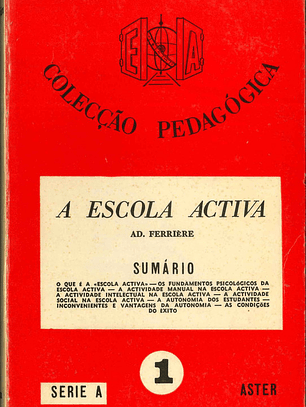 E A
COLECÇÃO PEDAGÓGICA
A ESCOLA ACTIVA
AD. FERRIÈRE
SUMÁRIO
O QUE É A «ESCOLA ACTIVA» — OS FUNDAMENTOS PSICOLÓGICOS DA
ESCOLA ACTIVA — A ACTIVIDADE MANUAL NA ESCOLA ACTIVA —
A ACTIVIDADE INTELECTUAL NA ESCOLA ACTIVA — A ACTIVIDADE
SOCIAL NA ESCOLA ACTIVA — A AUTONOMIA DOS ESTUDANTES —
INCONVENIENTES E VANTAGENS DA AUTONOMIA — AS CONDIÇÕES
DO EXITO
SERIE A
1
ASTER